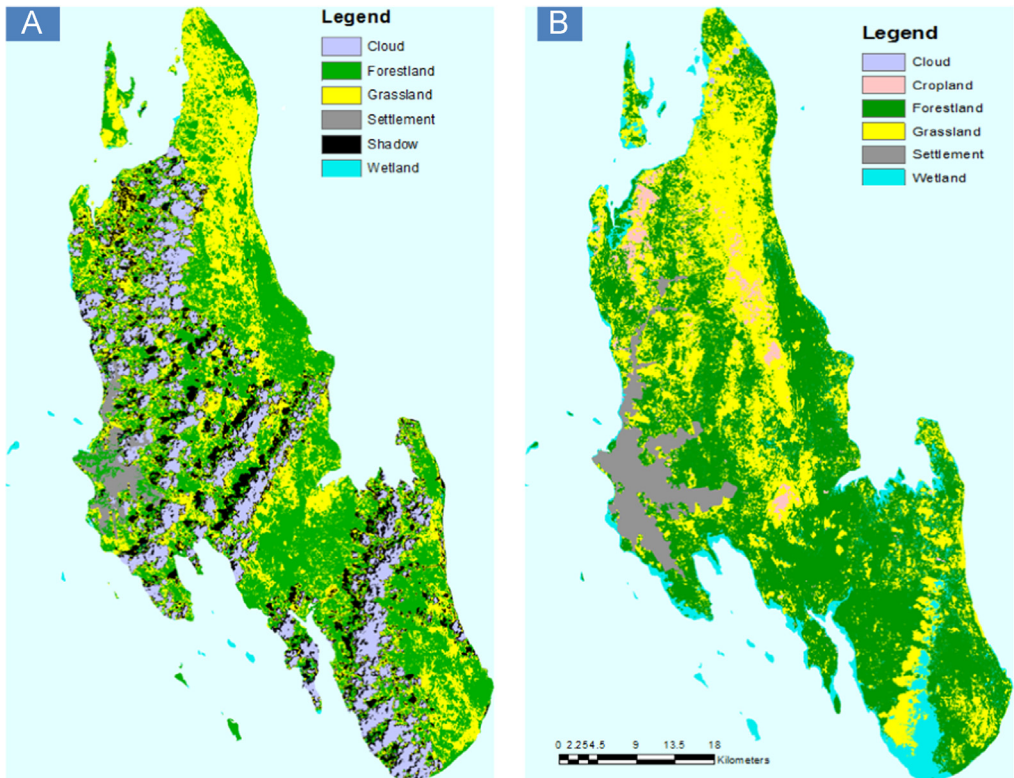 A
Legend
Cloud
Forestland
Grassland
Settlement
Shadow
Wetland
B
Legend
Cloud
Cropland
Forestland
Grassland
Settlement
Wetland
0 2.254.5 9 13.5 18
Kilometers